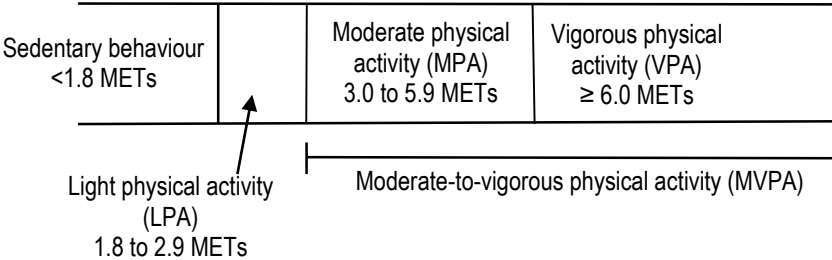 Sedentary behaviour
<1.8 METs
Moderate physical
activity (MPA)
3.0 to 5.9 METs
Vigorous physical
activity (VPA)
≥ 6.0 METs
Light physical activity
(LPA)
1.8 to 2.9 METs
Moderate-to-vigorous physical activity (MVPA)